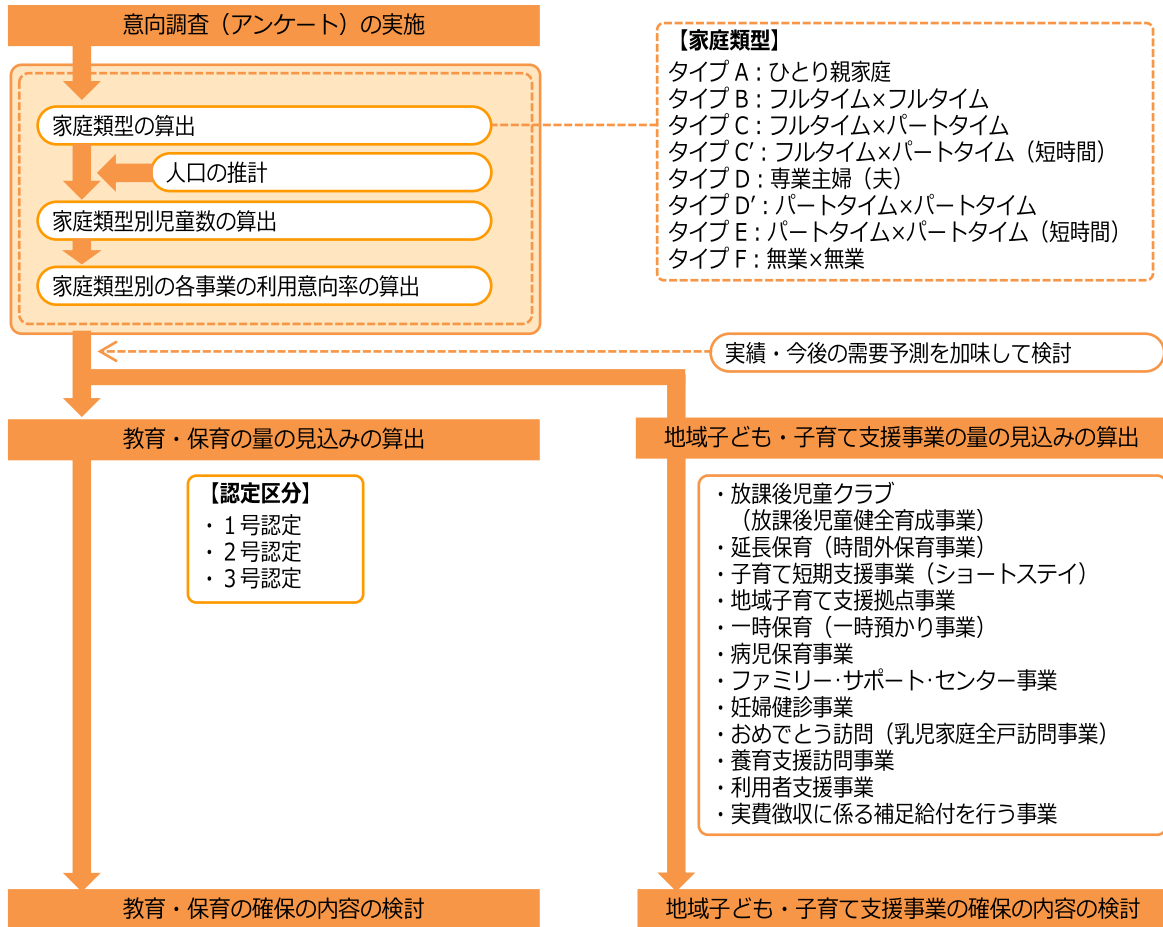 意向調査（アンケート）の実施
家庭類型の算出
人口の推計
家庭類型別児童数の算出
家庭類型別の各事業の利用意向率の算出
【家庭類型】
タイプ A：ひとり親家庭
タイプ B：フルタイム×フルタイム
タイプ C：フルタイム×パートタイム
タイプ C’：フルタイム×パートタイム（短時間）
タイプ D：専業主婦（夫）
タイプ D’：パートタイム×パートタイム
タイプ E：パートタイム×パートタイム（短時間）
タイプ F：無業×無業
実績・今後の需要予測を加味して検討
教育・保育の量の見込みの算出
【認定区分】
・１号認定
・２号認定
・３号認定
教育・保育の確保の内容の検討
地域子ども・子育て支援事業の量の見込みの算出
・放課後児童クラブ
（放課後児童健全育成事業）
・延長保育（時間外保育事業）
・子育て短期支援事業（ショートステイ）
・地域子育て支援拠点事業
・一時保育（一時預かり事業）
・病児保育事業
・ファミリー・サポート・センター事業
・妊婦健診事業
・おめでとう訪問（乳児家庭全戸訪問事業）
・養育支援訪問事業
・利用者支援事業
・実費徴収に係る補足給付を行う事業
地域子ども・子育て支援事業の確保の内容の検討